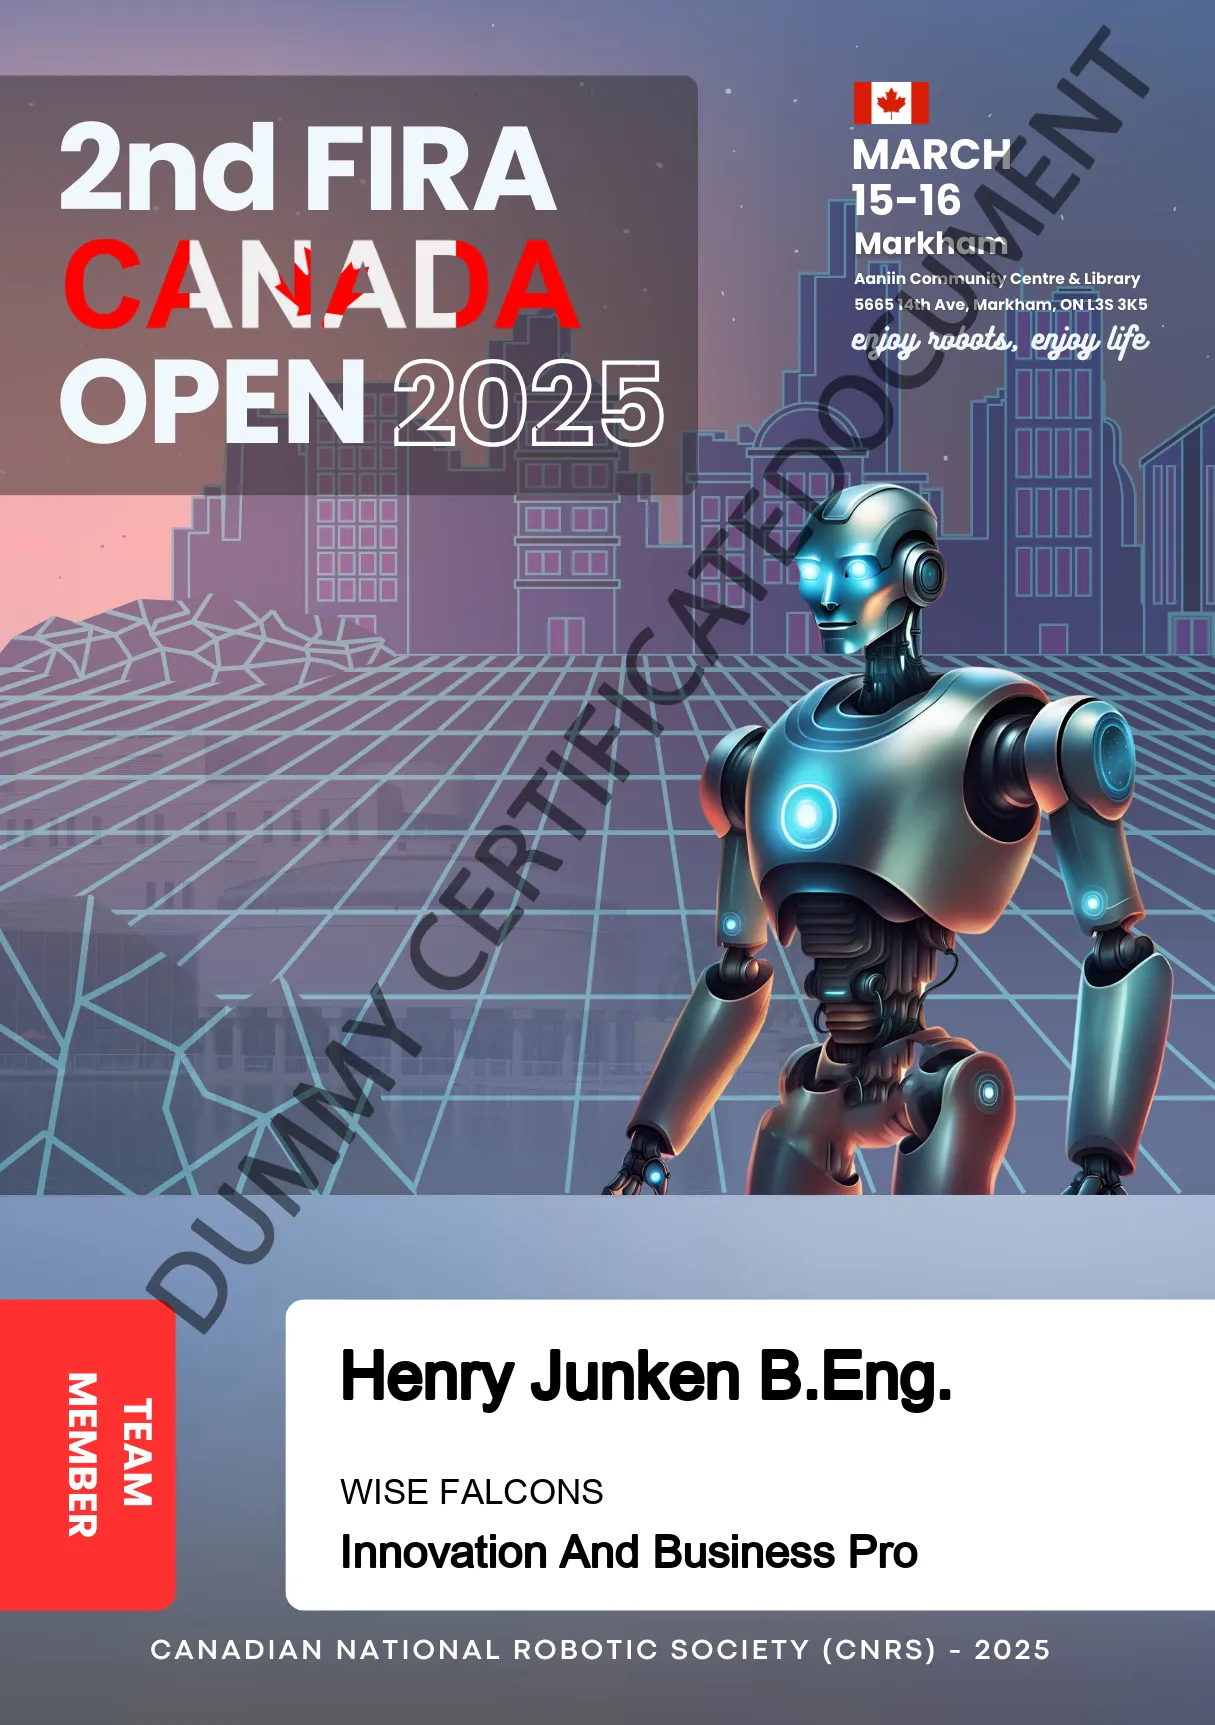 2nd FIRA
CANADA
OPEN 2025
MARCH
15-16
Markham
Aaniin Community Centre & Library
5665 14th Ave, Markham, ON L3S 3K5
enjoy robots, enjoy life
DUMMY CERTIFICATEDOCUMENT
TEAM
MEMBER
Henry Junken B.Eng.
WISE FALCONS
Innovation And Business Pro
CANADIAN NATIONAL ROBOTIC SOCIETY (CNRS) - 2025